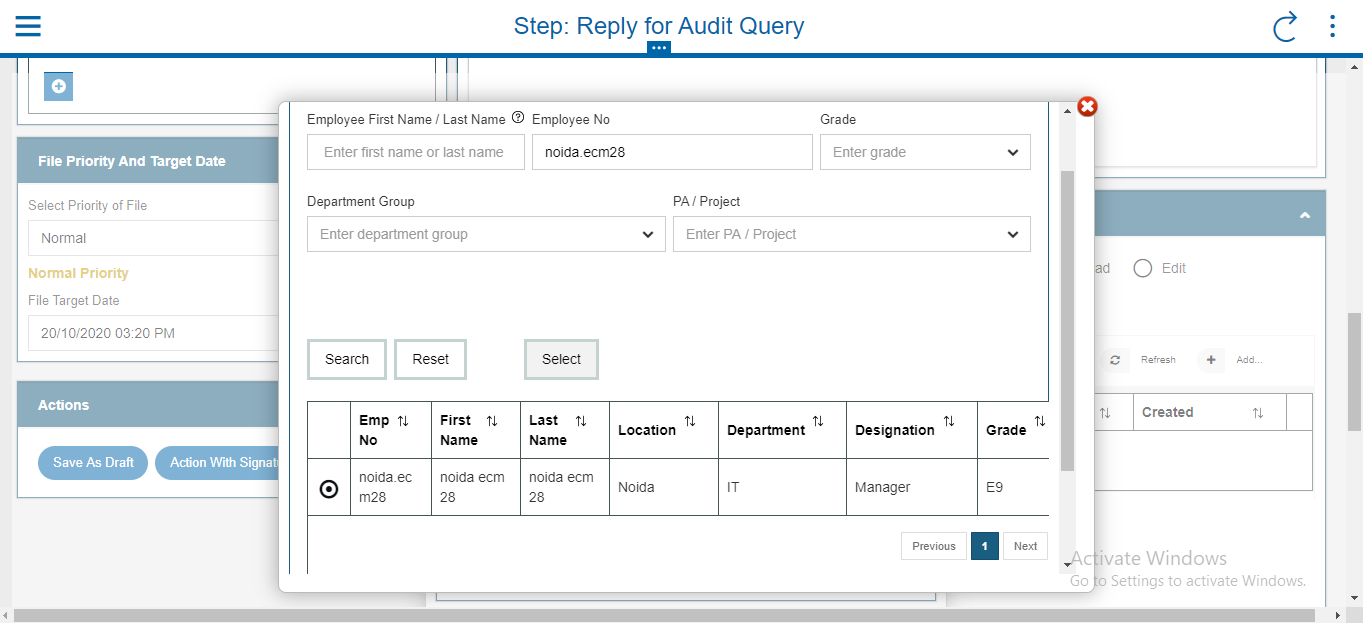 Step: Reply for Audit Query
Employee First Name / Last Name
Employee No
Grade
Enter first name or last name
noida.ecm28
Enter grade
Department Group
PA / Project
Enter department group
Enter PA / Project
Search
Reset
Select
Emp No
First Name
Last Name
Location
Department
Designation
Grade
noida.ec
m28
noida ecm
28
noida ecm
28
Noida
IT
Manager
E9
Previous
1
Next
File Priority And Target Date
Select Priority of File
Normal
Normal Priority
File Target Date
20/10/2020 03:20 PM
Actions
Save As Draft
Action With Signat
ad
Edit
Refresh
Add...
Created
Activate Windows
Go to Settings to activate Windows.